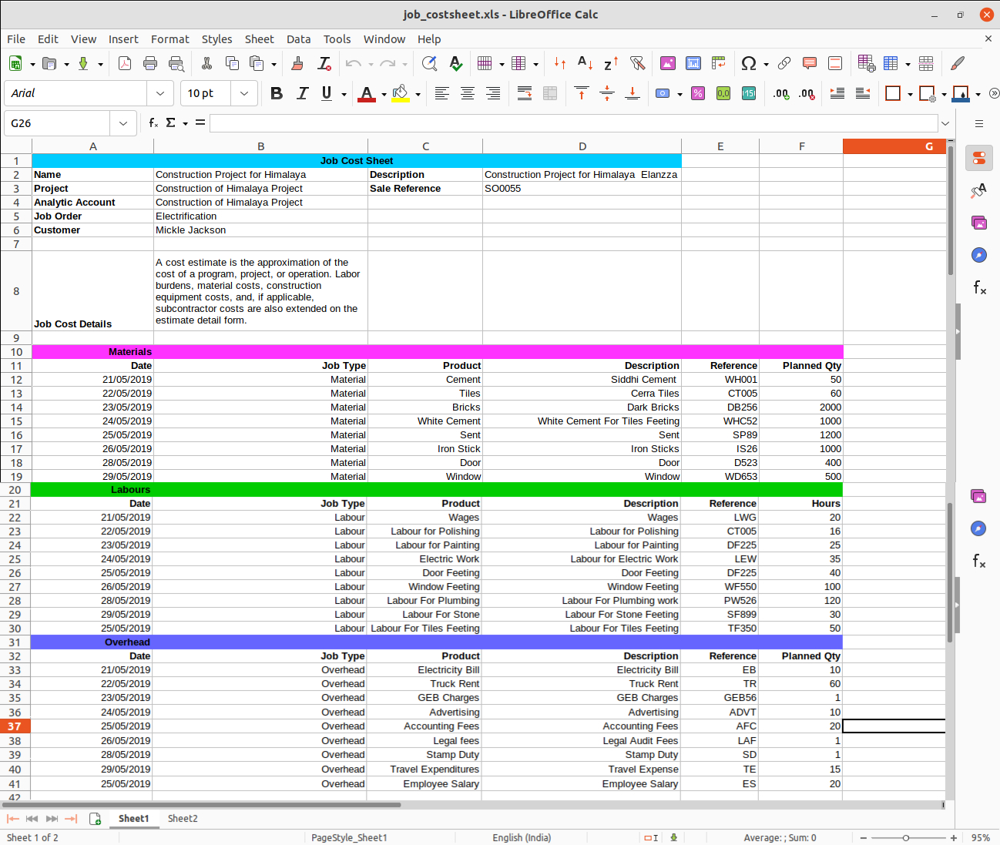 job_costsheet.xls - LibreOffice Calc
File Edit View Insert Format Styles Sheet Data Tools Window Help
Arial 10 pt
G26
A B C D E F G
1 Job Cost Sheet
2 Name Construction Project for Himalaya Description Construction Project for Himalaya Elanzza
3 Project Construction of Himalaya Project Sale Reference SO0055
4 Analytic Account Construction of Himalaya Project
5 Job Order Electrification
6 Customer Mickle Jackson
7
A cost estimate is the approximation of the
cost of a program, project, or operation. Labor
burdens, material costs, construction
equipment costs, and, if applicable,
subcontractor costs are also extended on the
estimate detail form.
8 Job Cost Details
9
10 Materials
11 Date Job Type Product Description Reference Planned Qty
12 21/05/2019 Material Cement Siddhi Cement WH001 50
13 22/05/2019 Material Tiles Cerra Tiles CT005 60
14 23/05/2019 Material Bricks Dark Bricks DB256 2000
15 24/05/2019 Material White Cement White Cement For Tiles Feeting WHC52 1000
16 25/05/2019 Material Sent Sent SP89 1200
17 26/05/2019 Material Iron Stick Iron Sticks IS26 1000
18 28/05/2019 Material Door Door D523 400
19 29/05/2019 Material Window Window WD653 500
20 Labours
21 Date Job Type Product Description Reference Hours
22 21/05/2019 Labour Wages Wages LWG 20
23 22/05/2019 Labour Labour for Polishing Labour for Polishing CT005 16
24 23/05/2019 Labour Labour for Painting Labour for Painting DF225 25
25 24/05/2019 Labour Electric Work Labour for Electric Work LEW 35
26 25/05/2019 Labour Door Feeting Door Feeting DF225 40
27 26/05/2019 Labour Window Feeting Window Feeting WF550 100
28 28/05/2019 Labour Labour For Plumbing Labour For Plumbing work PW526 120
29 29/05/2019 Labour Labour For Stone Labour For Stone Feeting SF899 30
30 25/05/2019 Labour Labour For Tiles Feeting Labour For Tiles Feeting TF350 50
31 Overhead
32 Date Job Type Product Description Reference Planned Qty
33 21/05/2019 Overhead Electricity Bill Electricity Bill EB 10
34 22/05/2019 Overhead Truck Rent Truck Rent TR 60
35 23/05/2019 Overhead GEB Charges GEB Charges GEB56 1
36 24/05/2019 Overhead Advertising Advertising ADVT 10
37 25/05/2019 Overhead Accounting Fees Accounting Fees AFC 20
38 26/05/2019 Overhead Legal fees Legal Audit Fees LAF 1
39 28/05/2019 Overhead Stamp Duty Stamp Duty SD 1
40 29/05/2019 Overhead Travel Expenditures Travel Expense TE 15
41 25/05/2019 Overhead Employee Salary Employee Salary ES 20
42
Sheet1 Sheet2
Sheet 1 of 2 PageStyle_Sheet1 English (India) Average: ; Sum: 0 95%